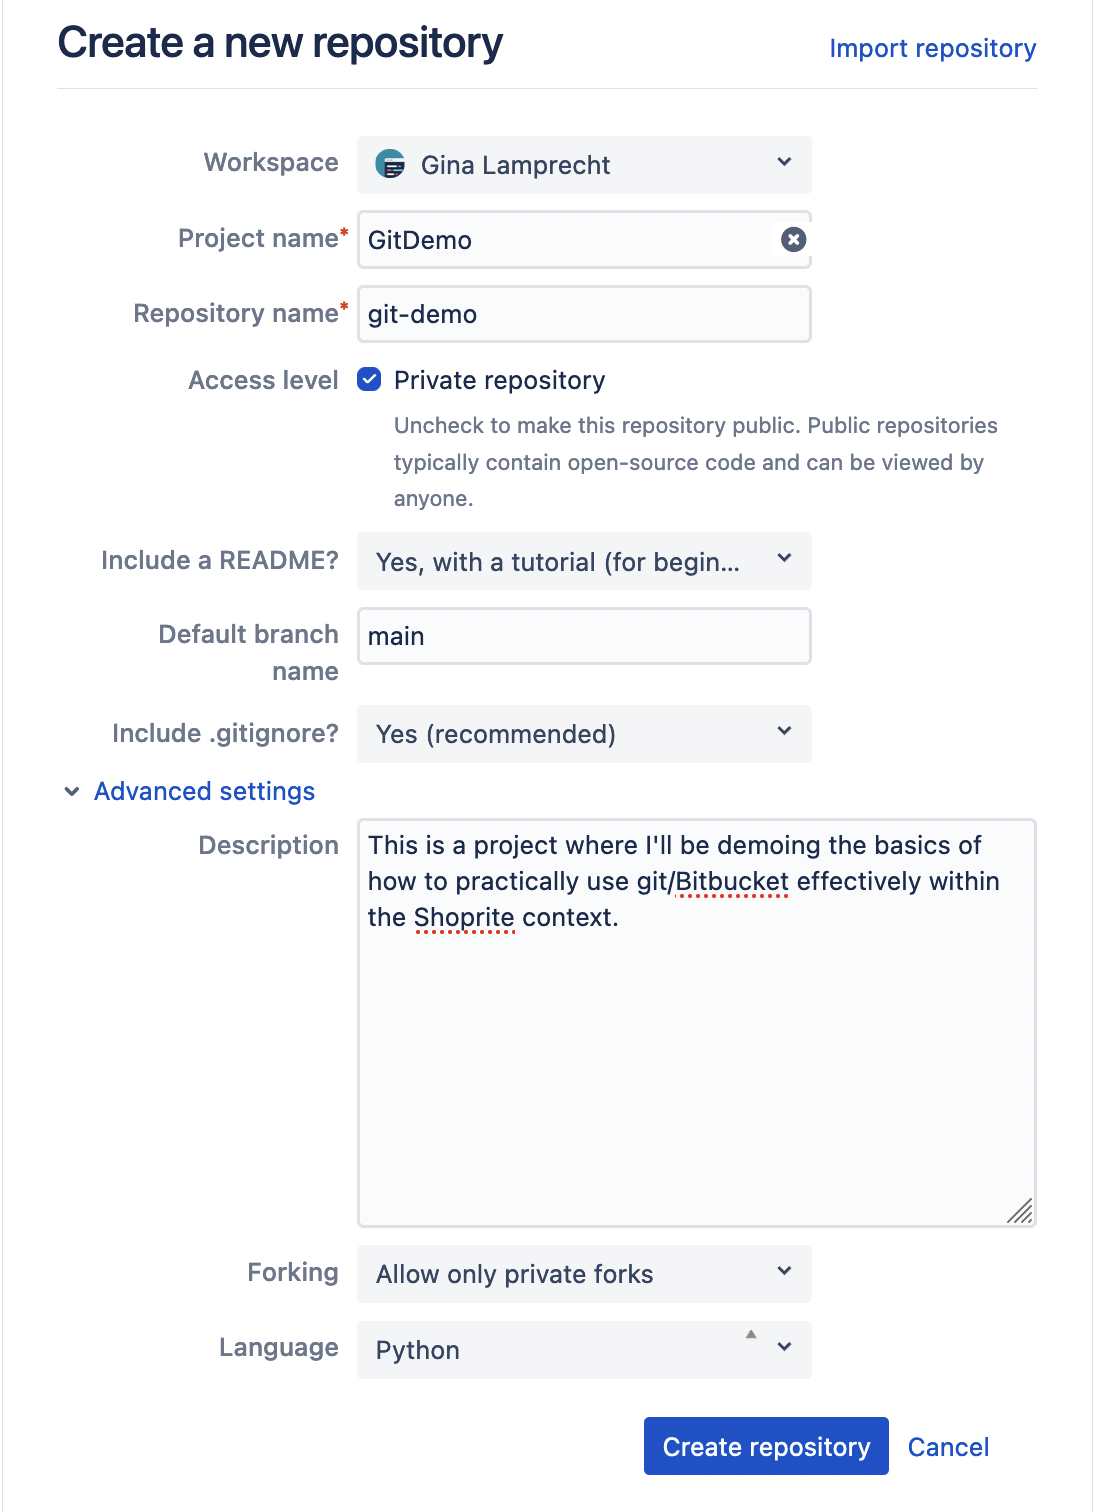 Create a new repository
Import repository
Workspace
Gina Lamprecht
Project name*
GitDemo
Repository name*
git-demo
Access level
Private repository
Uncheck to make this repository public. Public repositories
typically contain open-source code and can be viewed by
anyone.
Include a README?
Yes, with a tutorial (for begin...
Default branch
name
main
Include .gitignore?
Yes (recommended)
Advanced settings
Description
This is a project where I'll be demoing the basics of
how to practically use git/Bitbucket effectively within
the Shoprite context.
Forking
Allow only private forks
Language
Python
Create repository
Cancel